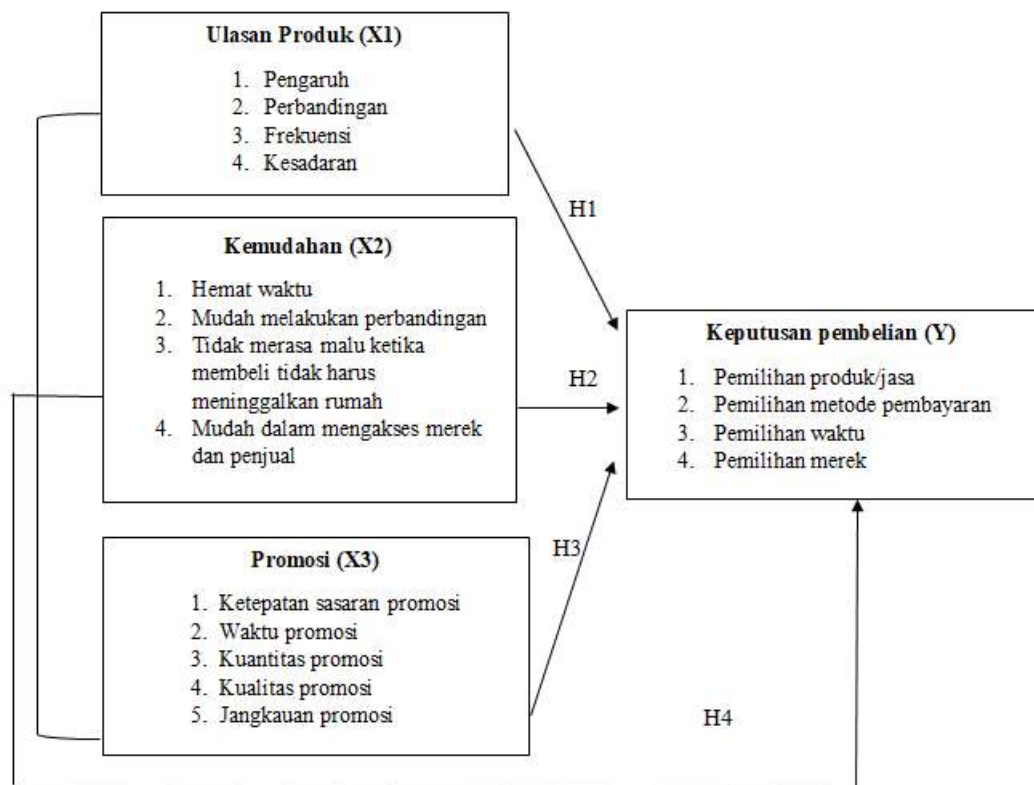 Ulasan Produk (X1)
1. Pengaruh
2. Perbandingan
3. Frekuensi
4. Kesadaran
H1
Kemudahan (X2)
1. Hemat waktu
2. Mudah melakukan perbandingan
3. Tidak merasa malu ketika
membeli tidak harus
meninggalkan rumah
4. Mudah dalam mengakses merek
dan penjual
H2
Keputusan pembelian (Y)
1. Pemilihan produk/jasa
2. Pemilihan metode pembayaran
3. Pemilihan waktu
4. Pemilihan merek
H3
Promosi (X3)
1. Ketepatan sasaran promosi
2. Waktu promosi
3. Kuantitas promosi
4. Kualitas promosi
5. Jangkauan promosi
H4